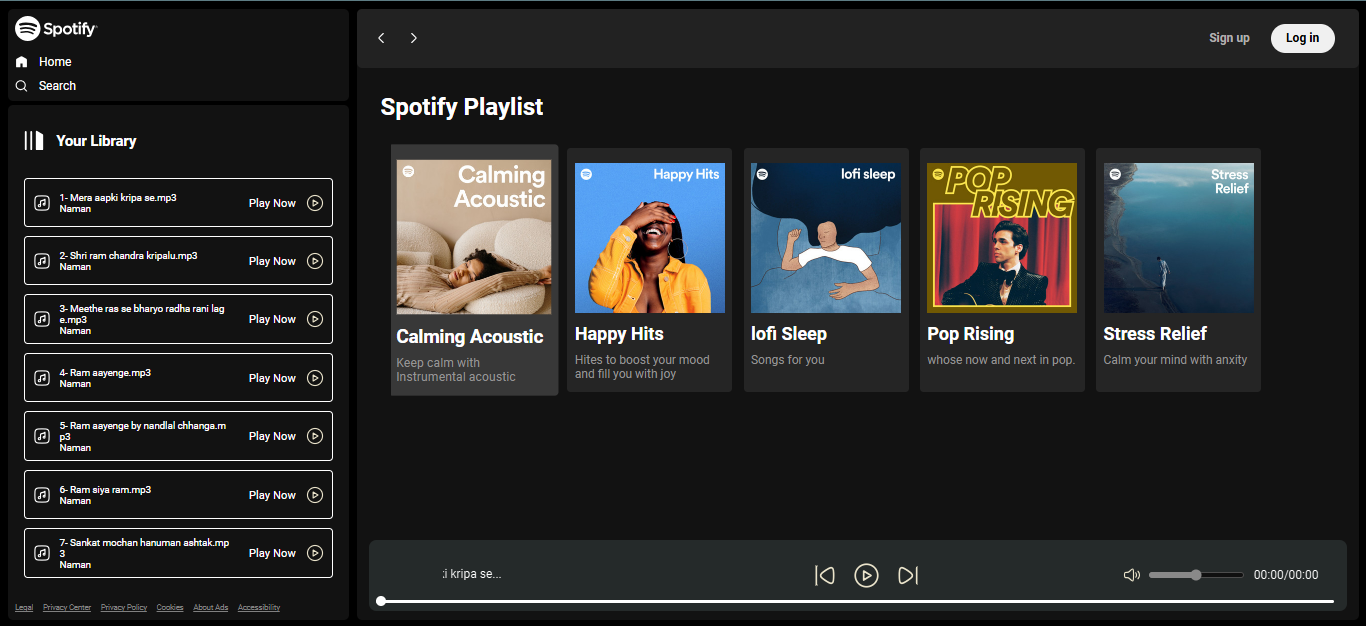 Spotify
Home
Search
Your Library
1- Mera aapki kripa se.mp3
Naman
Play Now
2- Shri ram chandra kripalu.mp3
Naman
Play Now
3- Meethe ras se bharyo radha rani lag
e.mp3
Naman
Play Now
4- Ram aayenge.mp3
Naman
Play Now
5- Ram aayenge by nandlal chhanga.m
p3
Naman
Play Now
6- Ram siya ram.mp3
Naman
Play Now
7- Sankat mochan hanuman ashtak.mp
3
Naman
Play Now
Legal Privacy Center Privacy Policy Cookies About Ads Accessibility
Sign up
Log in
Spotify Playlist
Calming
Acoustic
Calming Acoustic
Keep calm with
Instrumental acoustic
Happy Hits
Happy Hits
Hites to boost your mood
and fill you with joy
lofi sleep
lofi Sleep
Songs for you
POP
RISING
Pop Rising
whose now and next in pop.
Stress
Relief
Stress Relief
Calm your mind with anxity
ki kripa se...
00:00/00:00